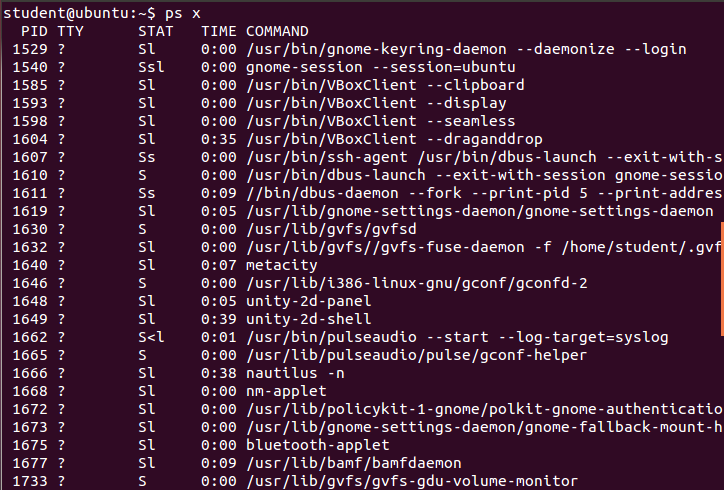 student@ubuntu:~$ ps x
  PID TTY      STAT   TIME COMMAND
 1529 ?        Sl     0:00 /usr/bin/gnome-keyring-daemon --daemonize --login
 1540 ?        Ssl    0:00 gnome-session --session=ubuntu
 1585 ?        Sl     0:00 /usr/bin/VBoxClient --clipboard
 1593 ?        Sl     0:00 /usr/bin/VBoxClient --display
 1598 ?        Sl     0:00 /usr/bin/VBoxClient --seamless
 1604 ?        Sl     0:35 /usr/bin/VBoxClient --draganddrop
 1607 ?        Ss     0:00 /usr/bin/ssh-agent /usr/bin/dbus-launch --exit-with-s
 1610 ?        S      0:00 /usr/bin/dbus-launch --exit-with-session gnome-sessio
 1611 ?        Ss     0:09 //bin/dbus-daemon --fork --print-pid 5 --print-addres
 1619 ?        Sl     0:05 /usr/lib/gnome-settings-daemon/gnome-settings-daemon
 1630 ?        S      0:00 /usr/lib/gvfs/gvfsd
 1632 ?        Sl     0:00 /usr/lib/gvfs//gvfs-fuse-daemon -f /home/student/.gvf
 1640 ?        Sl     0:07 metacity
 1646 ?        S      0:00 /usr/lib/i386-linux-gnu/gconf/gconfd-2
 1648 ?        Sl     0:05 unity-2d-panel
 1649 ?        Sl     0:39 unity-2d-shell
 1662 ?        S<l    0:01 /usr/bin/pulseaudio --start --log-target=syslog
 1665 ?        S      0:00 /usr/lib/pulseaudio/pulse/gconf-helper
 1666 ?        Sl     0:38 nautilus -n
 1668 ?        Sl     0:00 nm-applet
 1672 ?        Sl     0:00 /usr/lib/policykit-1-gnome/polkit-gnome-authenticatio
 1673 ?        Sl     0:00 /usr/lib/gnome-settings-daemon/gnome-fallback-mount-h
 1675 ?        Sl     0:00 bluetooth-applet
 1677 ?        Sl     0:09 /usr/lib/bamf/bamfdaemon
 1733 ?        S      0:00 /usr/lib/gvfs/gvfs-gdu-volume-monitor